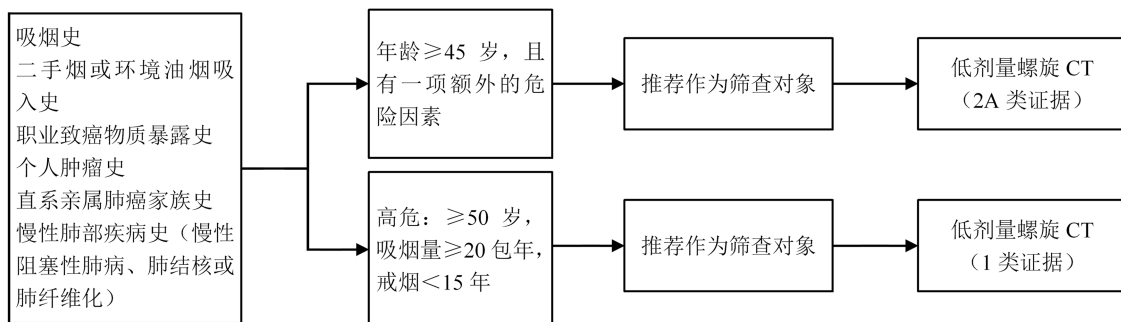 吸烟史
二手烟或环境油烟吸
入史
职业致癌物质暴露史
个人肿瘤史
直系亲属肺癌家族史
慢性肺部疾病史（慢性
阻塞性肺病、肺结核或
肺纤维化）
年龄≥45 岁，且
有一项额外的危
险因素
推荐作为筛查对象
低剂量螺旋 CT
（2A 类证据）
高危：≥50 岁，
吸烟量≥20包年，
戒烟＜15 年
推荐作为筛查对象
低剂量螺旋 CT
（1 类证据）